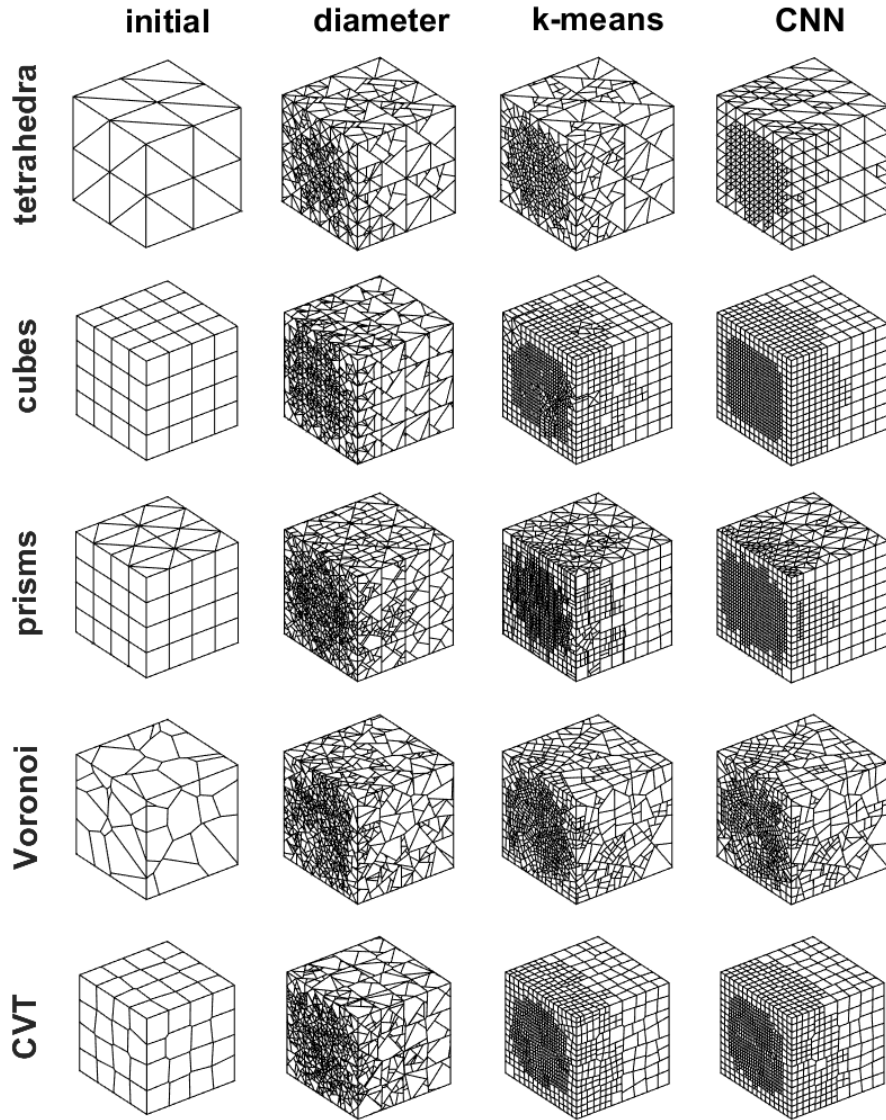 initial diameter k-means CNN
tetrahedra
cubes
prisms
Voronoi
CVT